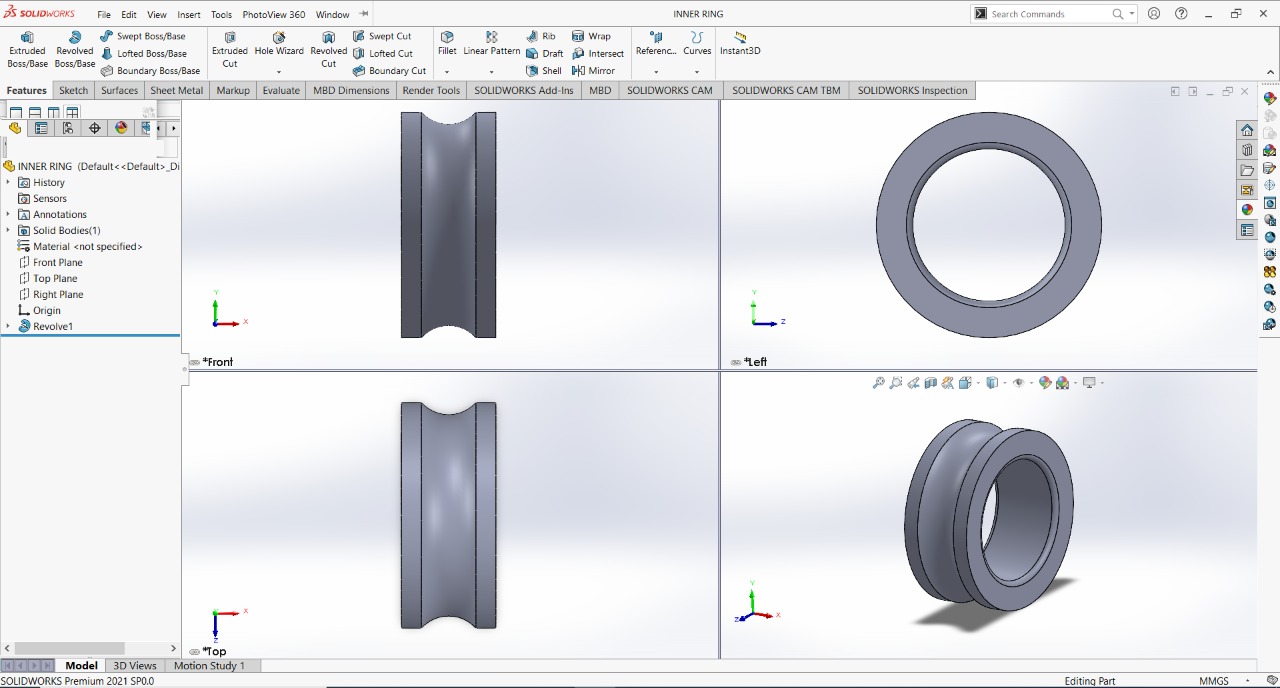 SOLIDWORKS File Edit View Insert Tools PhotoView 360 Window INNER RING Search Commands
Extruded Boss/Base
Revolved Boss/Base
Swept Boss/Base
Lofted Boss/Base
Boundary Boss/Base
Extruded Cut
Hole Wizard
Revolved Cut
Swept Cut
Lofted Cut
Boundary Cut
Fillet
Linear Pattern
Rib
Draft
Shell
Wrap
Intersect
Mirror
Referenc...
Curves
Instant3D
Features Sketch Surfaces Sheet Metal Markup Evaluate MBD Dimensions Render Tools SOLIDWORKS Add-Ins MBD SOLIDWORKS CAM SOLIDWORKS CAM TBM SOLIDWORKS Inspection
INNER RING (Default<<Default>_Di
History
Sensors
Annotations
Solid Bodies(1)
Material <not specified>
Front Plane
Top Plane
Right Plane
Origin
Revolve1
Y
X
*Front
Y
Z
*Left
X
Z
*Top
Y
X
Z
Model 3D Views Motion Study 1
SOLIDWORKS Premium 2021 SP0.0 Editing Part MMGS